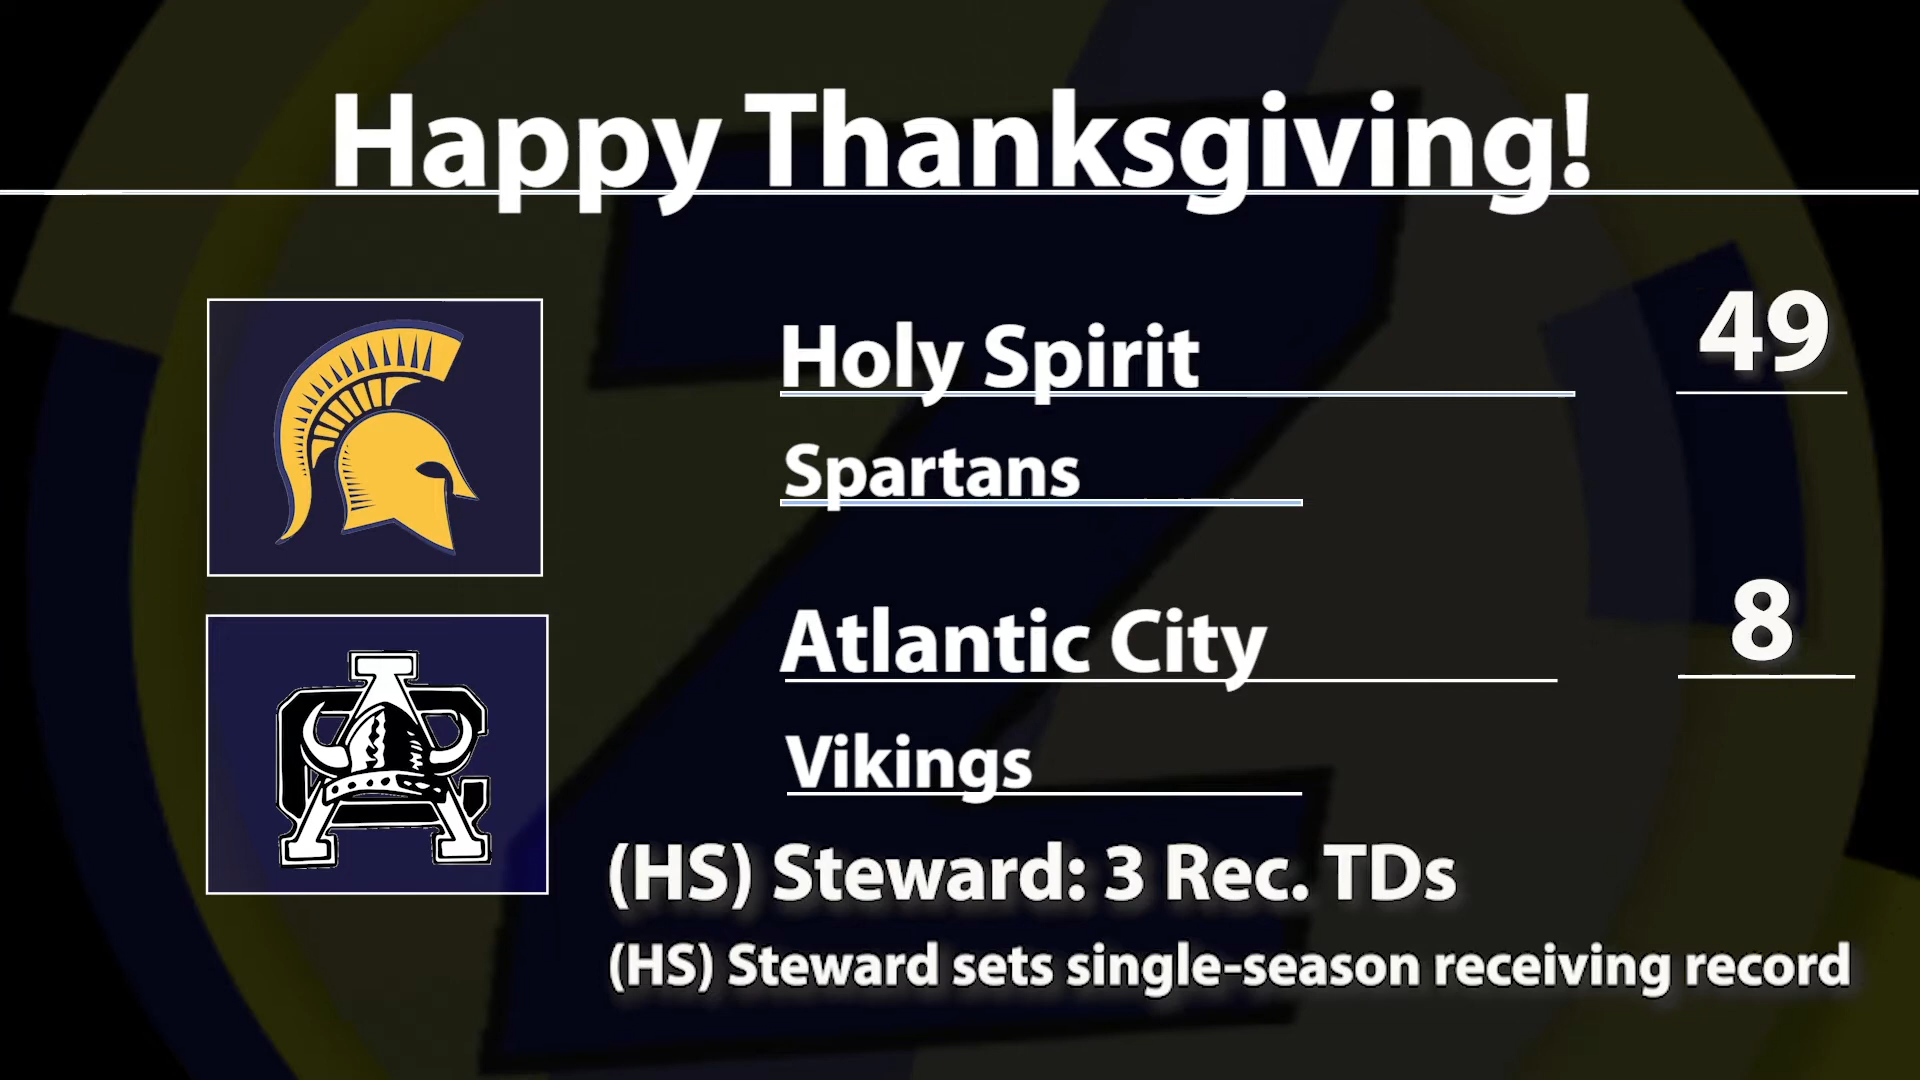 Happy Thanksgiving!
Holy Spirit 49
Spartans
Atlantic City 8
Vikings
(HS) Steward: 3 Rec. TDs
(HS) Steward sets single-season receiving record